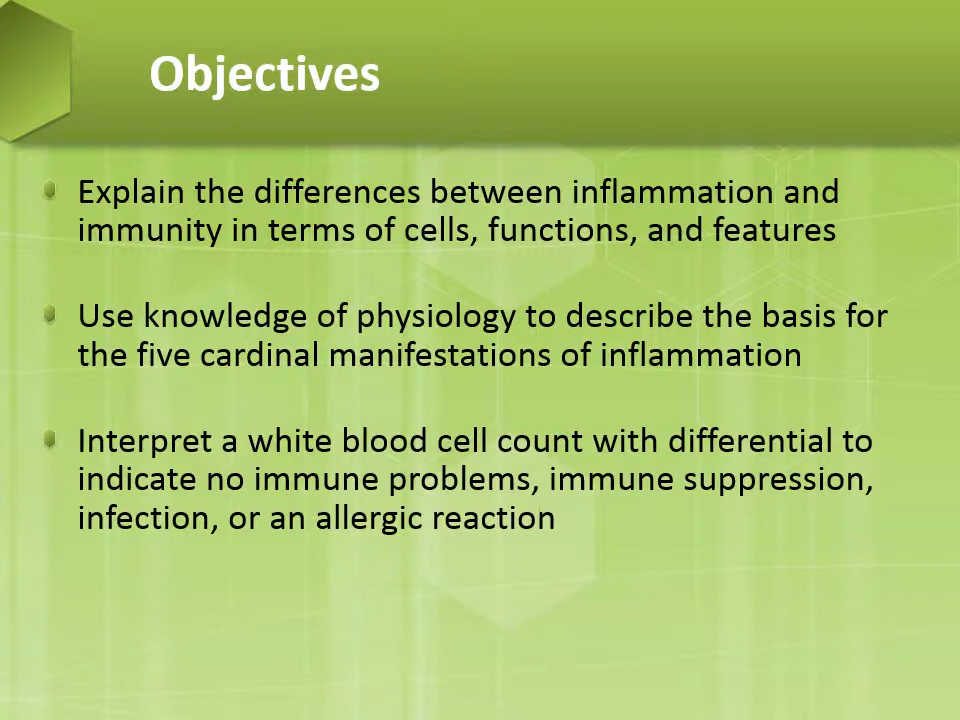 Objectives
Explain the differences between inflammation and
immunity in terms of cells, functions, and features
Use knowledge of physiology to describe the basis for
the five cardinal manifestations of inflammation
Interpret a white blood cell count with differential to
indicate no immune problems, immune suppression,
infection, or an allergic reaction